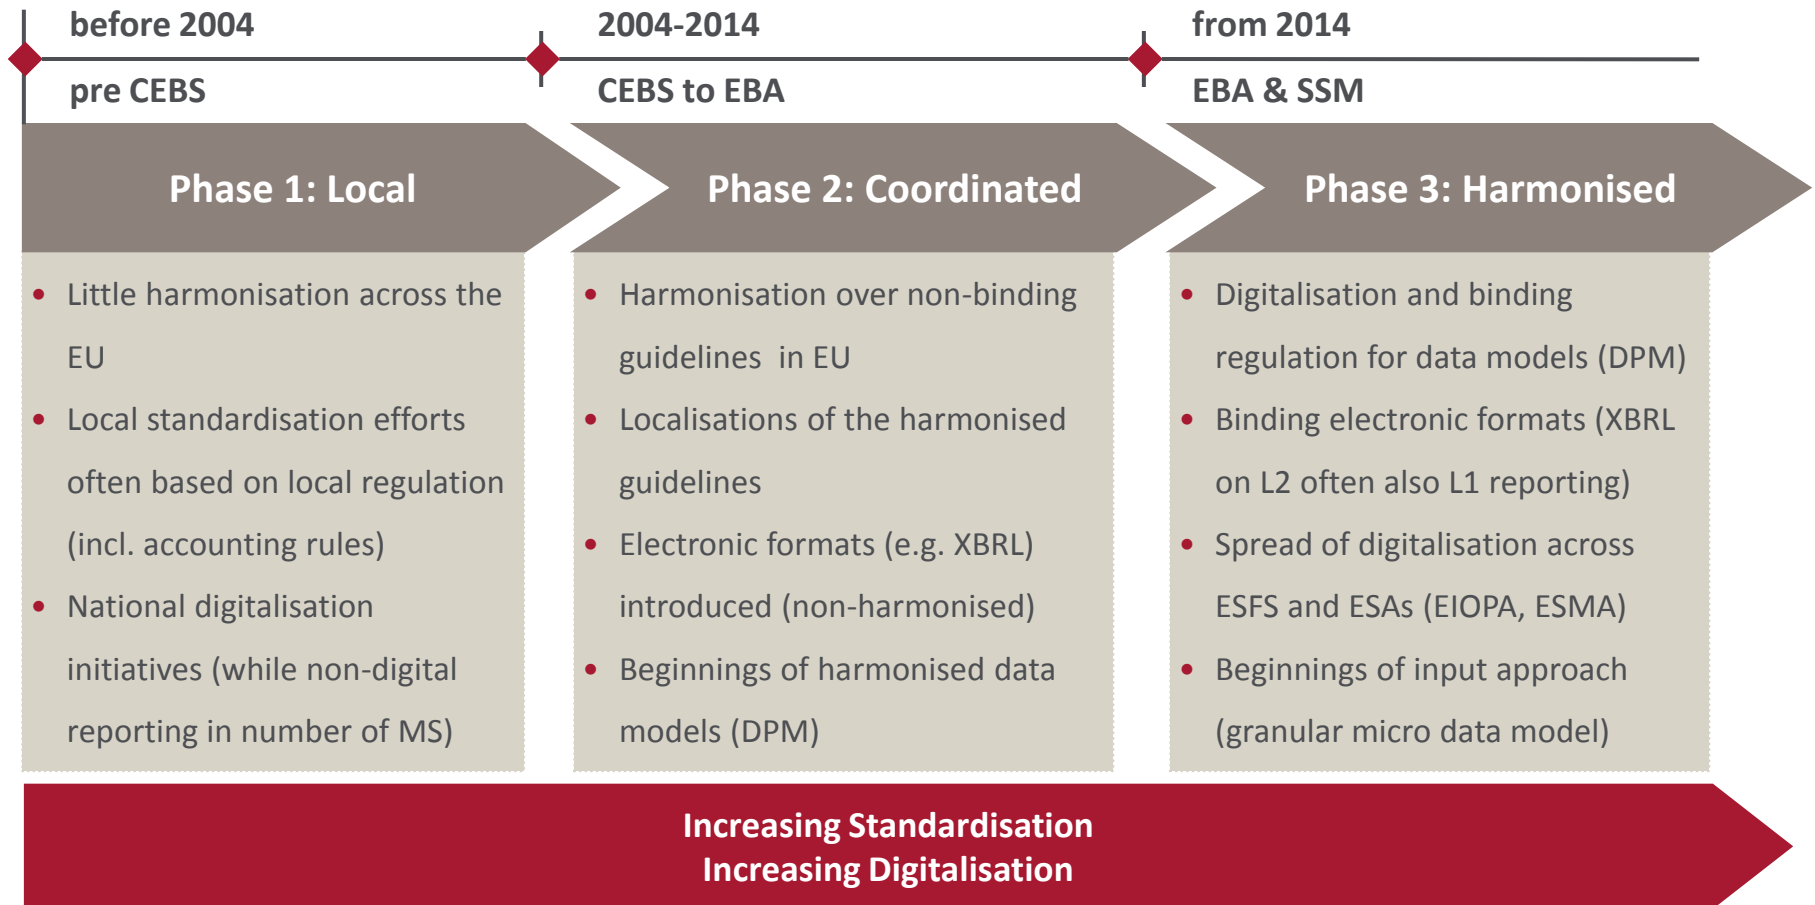 before 2004
2004-2014
from 2014
pre CEBS
CEBS to EBA
EBA & SSM
Phase 1: Local
Phase 2: Coordinated
Phase 3: Harmonised
• Little harmonisation across the
EU
• Local standardisation efforts
often based on local regulation
(incl. accounting rules)
• National digitalisation
initiatives (while non-digital
reporting in number of MS)
• Harmonisation over non-binding
guidelines in EU
• Localisations of the harmonised
guidelines
• Electronic formats (e.g. XBRL)
introduced (non-harmonised)
• Beginnings of harmonised data
models (DPM)
• Digitalisation and binding
regulation for data models (DPM)
• Binding electronic formats (XBRL
on L2 often also L1 reporting)
• Spread of digitalisation across
ESFS and ESAs (EIOPA, ESMA)
• Beginnings of input approach
(granular micro data model)
Increasing Standardisation
Increasing Digitalisation